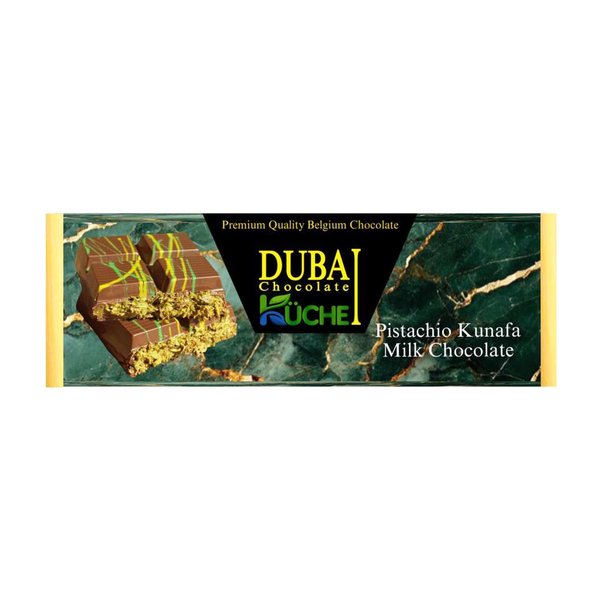 Premium Quality Belgium Chocolate
DUBAI
Chocolate
KÜCHE
Pistachio Kunafa
Milk Chocolate